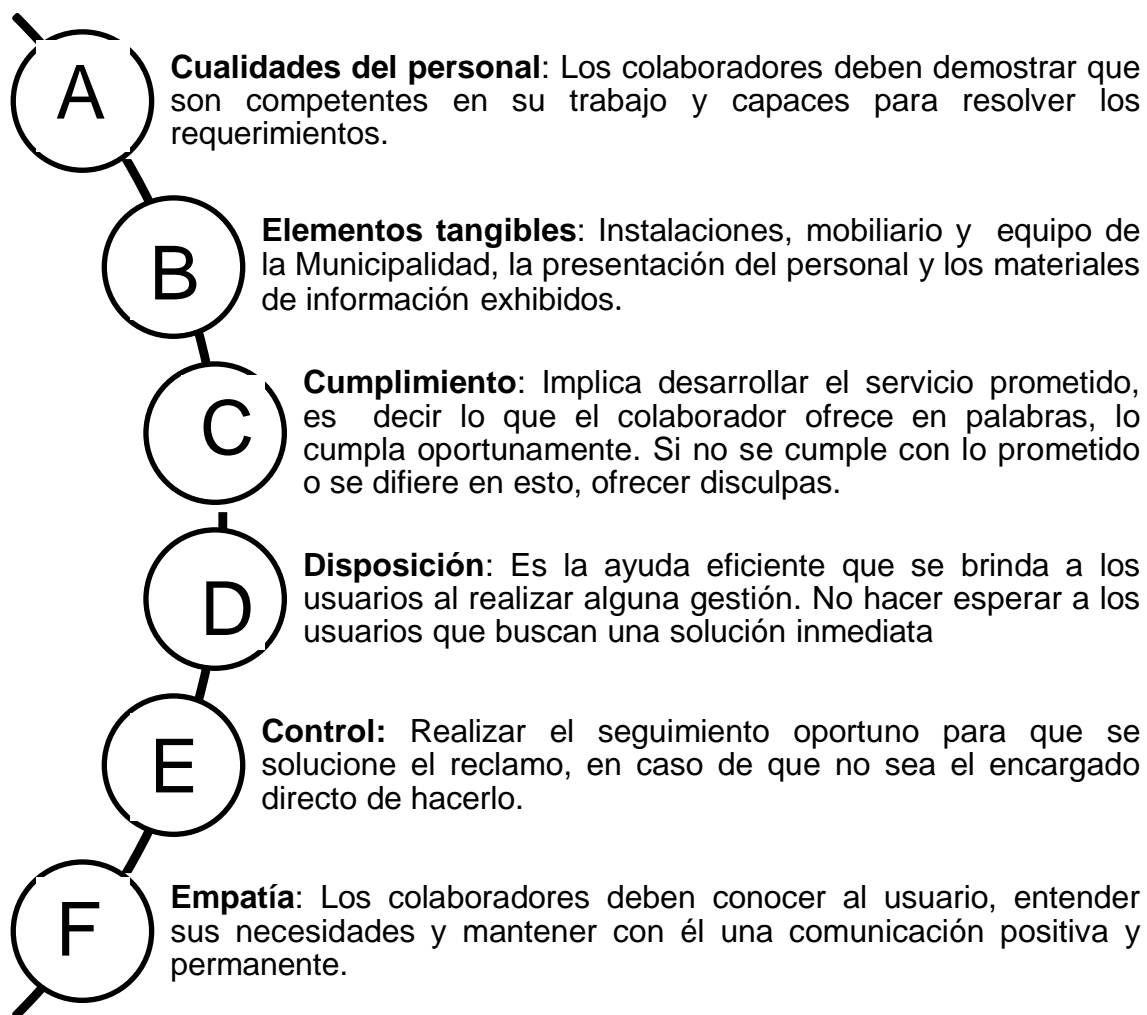 A
Cualidades del personal: Los colaboradores deben demostrar que
son competentes en su trabajo y capaces para resolver los
requerimientos.
B
Elementos tangibles: Instalaciones, mobiliario y equipo de
la Municipalidad, la presentación del personal y los materiales
de información exhibidos.
C
Cumplimiento: Implica desarrollar el servicio prometido,
es decir lo que el colaborador ofrece en palabras, lo
cumpla oportunamente. Si no se cumple con lo prometido
o se difiere en esto, ofrecer disculpas.
D
Disposición: Es la ayuda eficiente que se brinda a los
usuarios al realizar alguna gestión. No hacer esperar a los
usuarios que buscan una solución inmediata
E
Control: Realizar el seguimiento oportuno para que se
solucione el reclamo, en caso de que no sea el encargado
directo de hacerlo.
F
Empatía: Los colaboradores deben conocer al usuario, entender
sus necesidades y mantener con él una comunicación positiva y
permanente.